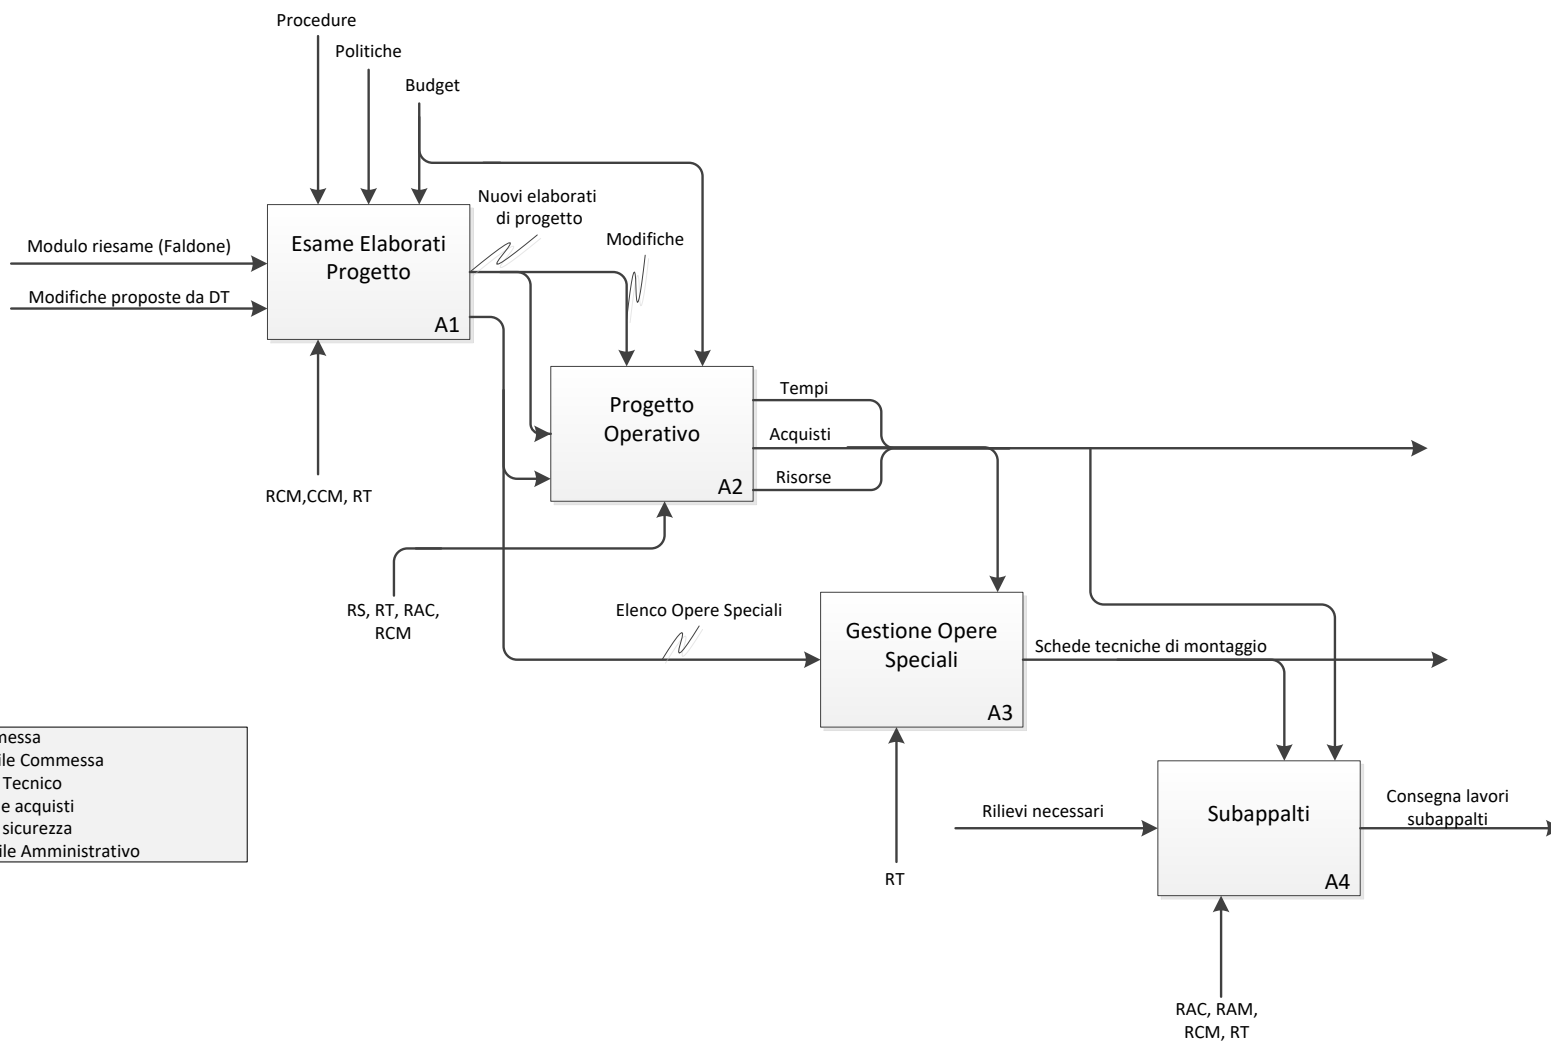 Procedure
Politiche
Budget
Nuovi elaborati
di progetto
Modifiche
Modulo riesame (Faldone)
Modifiche proposte da DT
Esame Elaborati
Progetto
A1
RCM,CCM, RT
Progetto
Operativo
A2
Tempi
Acquisti
Risorse
RS, RT, RAC,
RCM
Elenco Opere Speciali
Gestione Opere
Speciali
A3
Schede tecniche di montaggio
RT
Rilievi necessari
Subappalti
A4
Consegna lavori
subappalti
RAC, RAM,
RCM, RT
Commessa
Tecnico
e acquisti
sicurezza
Amministrativo